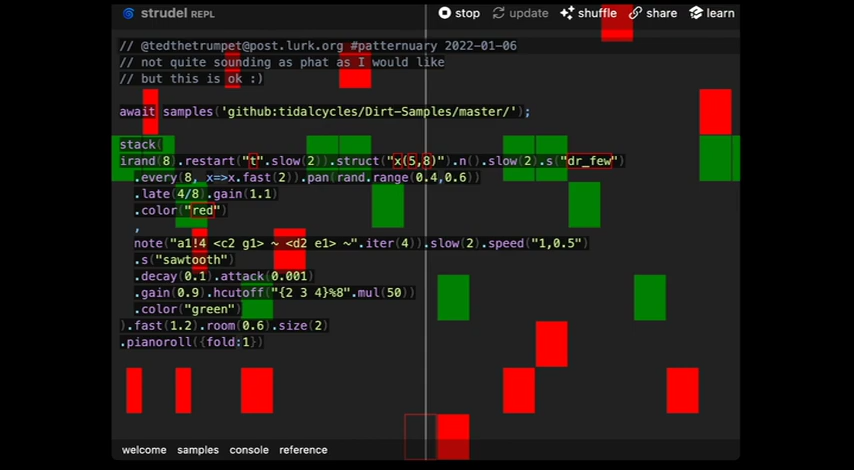 strudel REPL
stop update shuffle share learn
// @tedthetrumpet@post.lurk.org #patternuary 2022-01-06
// not quite sounding as phat as I would like
// but this is ok :)
await samples('github:tidalcycles/Dirt-Samples/master/');
stack(
irand(8).restart("t".slow(2)).struct("x(5,8)").n().slow(2).s("dr_few")
.every(8, x=>x.fast(2)).pan(rand.range(0.4,0.6))
.late(4/8).gain(1.1)
.color("red")
,
note("a1!4 <c2 g1> ~ <d2 e1> ~".iter(4)).slow(2).speed("1,0.5")
.s("sawtooth")
.decay(0.1).attack(0.001)
.gain(0.9).hcutoff("{2 3 4}%8".mul(50))
.color("green")
).fast(1.2).room(0.6).size(2)
.pianoroll({fold:1})
welcome samples console reference